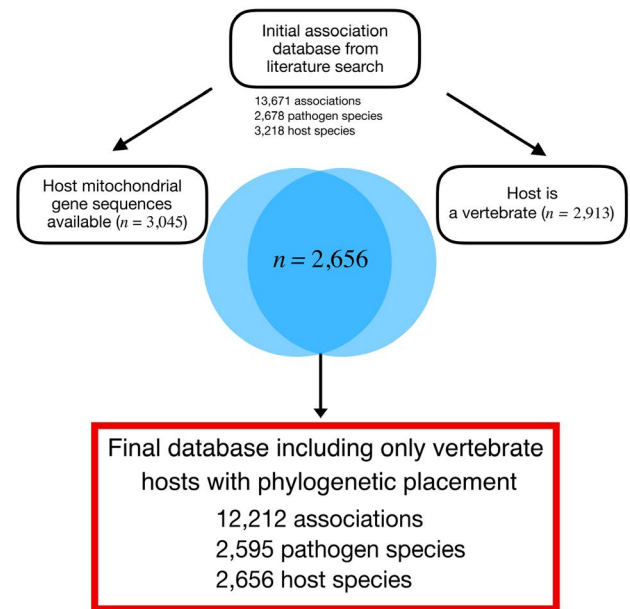 Initial association
database from
literature search
13,671 associations
2,678 pathogen species
3,218 host species
Host mitochondrial
gene sequences
available (n = 3,045)
Host is
a vertebrate (n = 2,913)
n = 2,656
Final database including only vertebrate
hosts with phylogenetic placement
12,212 associations
2,595 pathogen species
2,656 host species